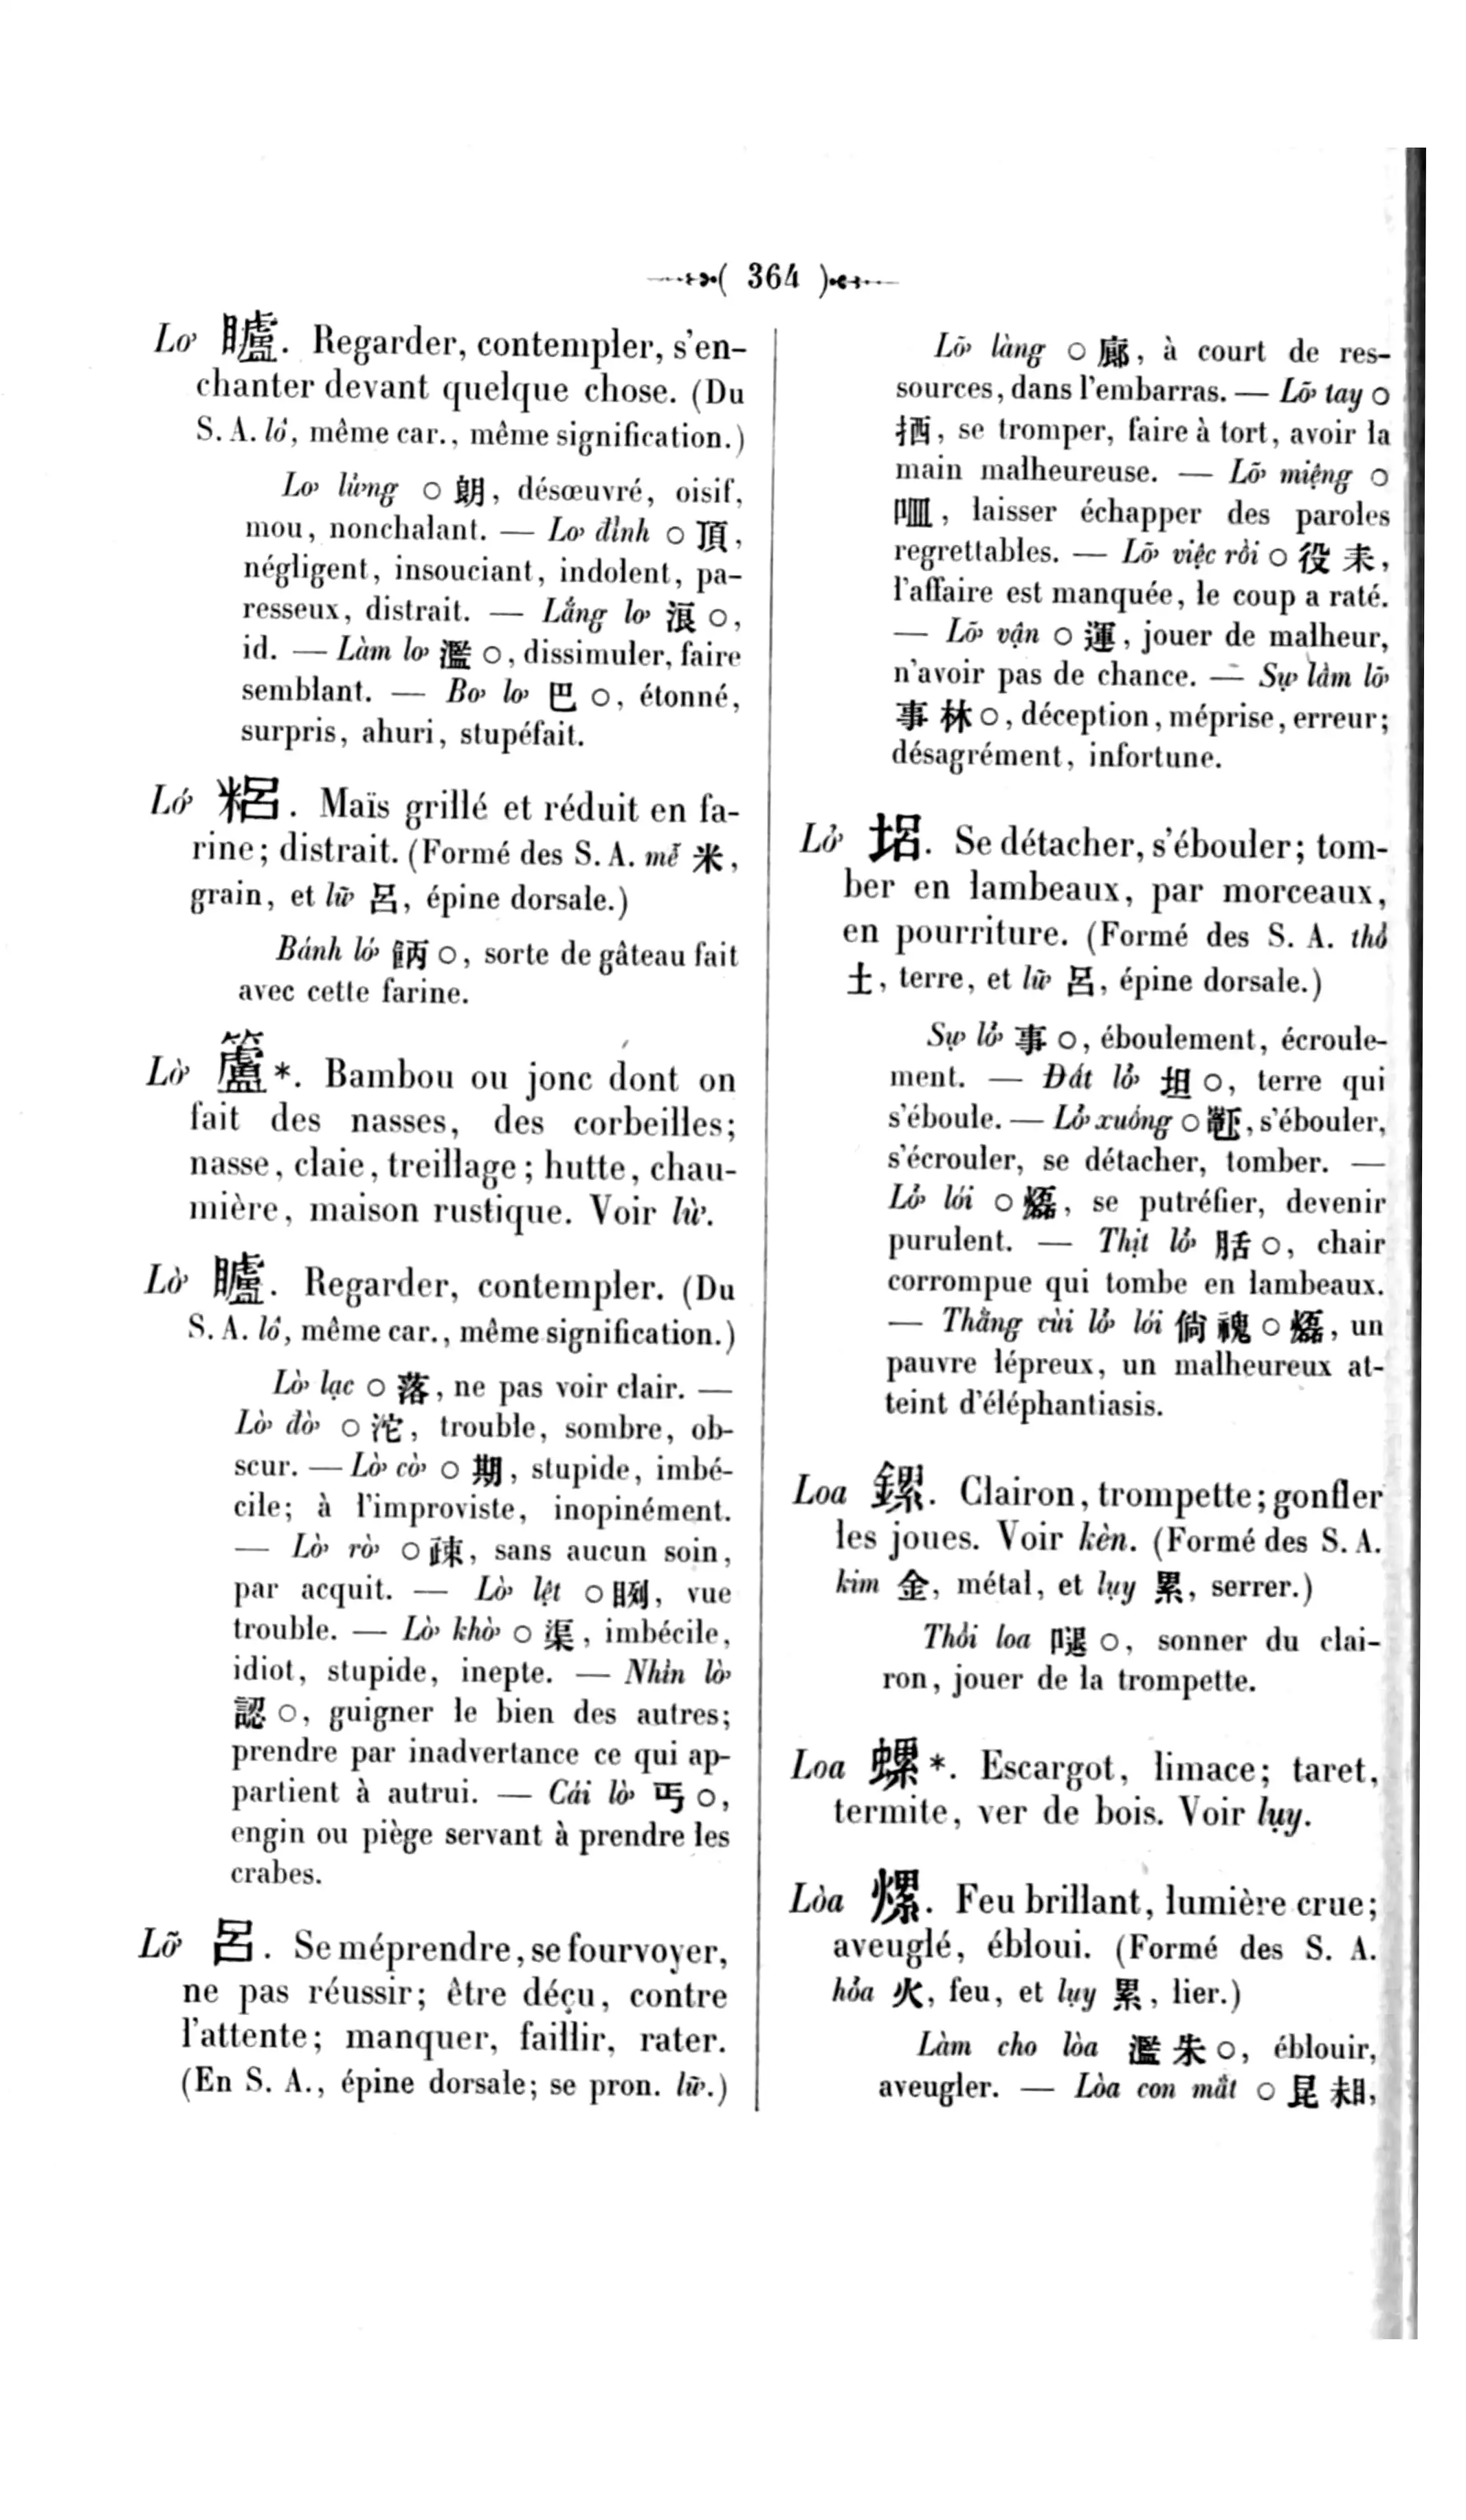 ( 364 )
Lơ 矑. Regarder, contempler, s'en-
chanter devant quelque chose. (Du
S. A. lô, même car., même signification.)
Lơ lửng ○ 朗, désœuvré, oisif,
mou, nonchalant. — Lơ đỉnh ○ 頂,
négligent, insouciant, indolent, pa-
resseux, distrait. — Lẳng lơ 浪 ○,
id. — Làm lơ 濫 ○, dissimuler, faire
semblant. — Bơ lơ 巴 ○, étonné,
surpris, ahuri, stupéfait.
Lớ 粩. Maïs grillé et réduit en fa-
rine; distrait. (Formé des S. A. mễ 米,
grain, et lữ 呂, épine dorsale.)
Bánh lớ 餅 ○, sorte de gâteau fait
avec cette farine.
Lờ 籚*. Bambou ou jonc dont on
fait des nasses, des corbeilles;
nasse, claie, treillage; hutte, chau-
mière, maison rustique. Voir lừ.
Lờ 矑. Regarder, contempler. (Du
S. A. lô, même car., même signification.)
Lờ lạc ○ 落, ne pas voir clair. —
Lờ đờ ○ 沱, trouble, sombre, ob-
scur. — Lờ cờ ○ 期, stupide, imbé-
cile; à l'improviste, inopinément.
— Lờ rờ ○ 疎, sans aucun soin,
par acquit. — Lờ lệt ○, vue
trouble. — Lờ khờ ○ 渠, imbécile,
idiot, stupide, inepte. — Nhìn lờ
認 ○, guigner le bien des autres;
prendre par inadvertance ce qui ap-
partient à autrui. — Cái lờ 丐 ○,
engin ou piège servant à prendre les
crabes.
Lỡ 呂. Se méprendre, se fourvoyer,
ne pas réussir; être déçu, contre
l'attente; manquer, faillir, rater.
(En S. A., épine dorsale; se pron. lữ.)
Lỡ làng ○ 廊, à court de res-
sources, dans l'embarras. — Lỡ tay ○
拪, se tromper, faire à tort, avoir la
main malheureuse. — Lỡ miệng ○
𠰘, laisser échapper des paroles
regrettables. — Lỡ việc rồi ○ 役 耒,
l'affaire est manquée, le coup a raté.
— Lỡ vận ○ 運, jouer de malheur,
n'avoir pas de chance. — Sự lầm lỡ
事 林 ○, déception, méprise, erreur;
désagrément, infortune.
Lở 𡉎. Se détacher, s'ébouler; tom-
ber en lambeaux, par morceaux,
en pourriture. (Formé des S. A. thổ
土, terre, et lữ 呂, épine dorsale.)
Sự lở 事 ○, éboulement, écroule-
ment. — Đất lở 坦 ○, terre qui
s'éboule. — Lở xuống ○, s'ébouler,
s'écrouler, se détacher, tomber. —
Lở lói ○, se putréfier, devenir
purulent. — Thịt lở ○, chair
corrompue qui tombe en lambeaux.
— Thằng cùi lở lói 倘 ○, un
pauvre lépreux, un malheureux at-
teint d'éléphantiasis.
Loa 鏍. Clairon, trompette; gonfler
les joues. Voir kèn. (Formé des S. A.
kim 金, métal, et lụy 累, serrer.)
Thổi loa ○, sonner du clai-
ron, jouer de la trompette.
Loa 螺*. Escargot, limace; taret,
termite, ver de bois. Voir lụy.
Lòa. Feu brillant, lumière crue;
aveuglé, ébloui. (Formé des S. A.
hỏa 火, feu, et lụy 累, lier.)
Làm cho lòa 濫 朱 ○, éblouir,
aveugler. — Lòa con mắt ○ 昆 眜,